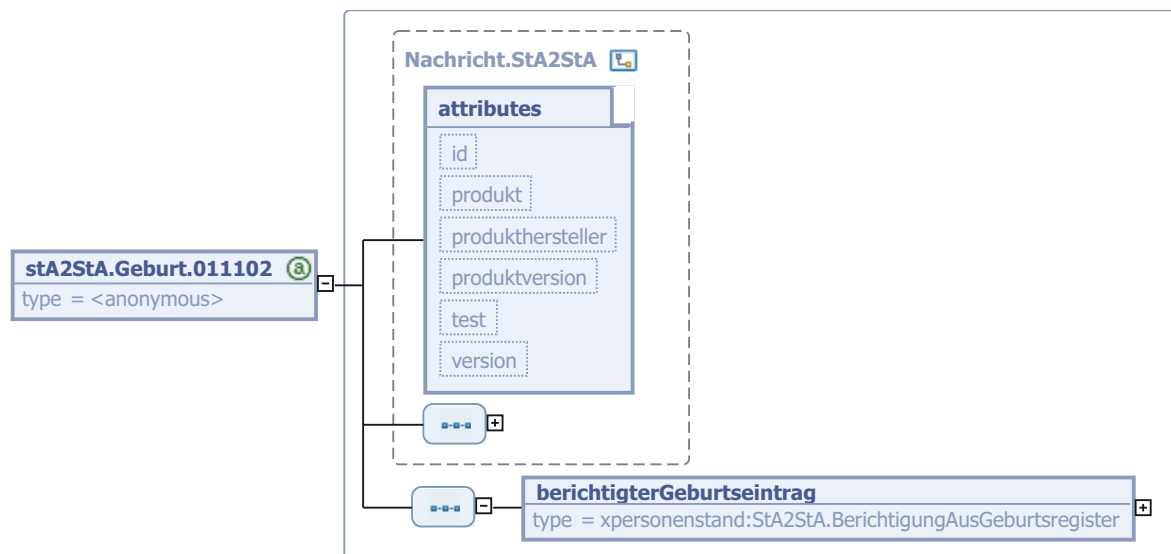 Nachricht.StA2StA
attributes
id
produkt
produkthersteller
produktversion
test
version
stA2StA.Geburt.011102 a
type = <anonymous>
berichtigterGeburtseintrag
type = xpersonenstand:StA2StA.BerichtigungAusGeburtsregister